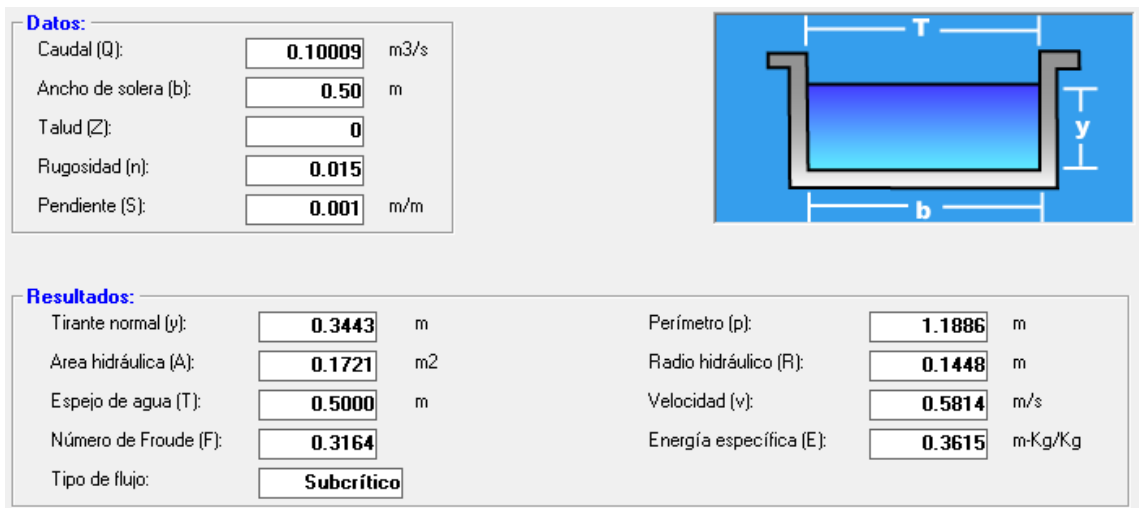 Datos:
Caudal (Q): 0.10009 m3/s
Ancho de solera (b): 0.50 m
Talud (Z): 0
Rugosidad (n): 0.015
Pendiente (S): 0.001 m/m
T
y
b
Resultados:
Tirante normal (y): 0.3443 m Perímetro (p): 1.1886 m
Area hidráulica (A): 0.1721 m2 Radio hidráulico (R): 0.1448 m
Espejo de agua (T): 0.5000 m Velocidad (v): 0.5814 m/s
Número de Froude (F): 0.3164 Energía específica (E): 0.3615 m-Kg/Kg
Tipo de flujo: Subcrítico